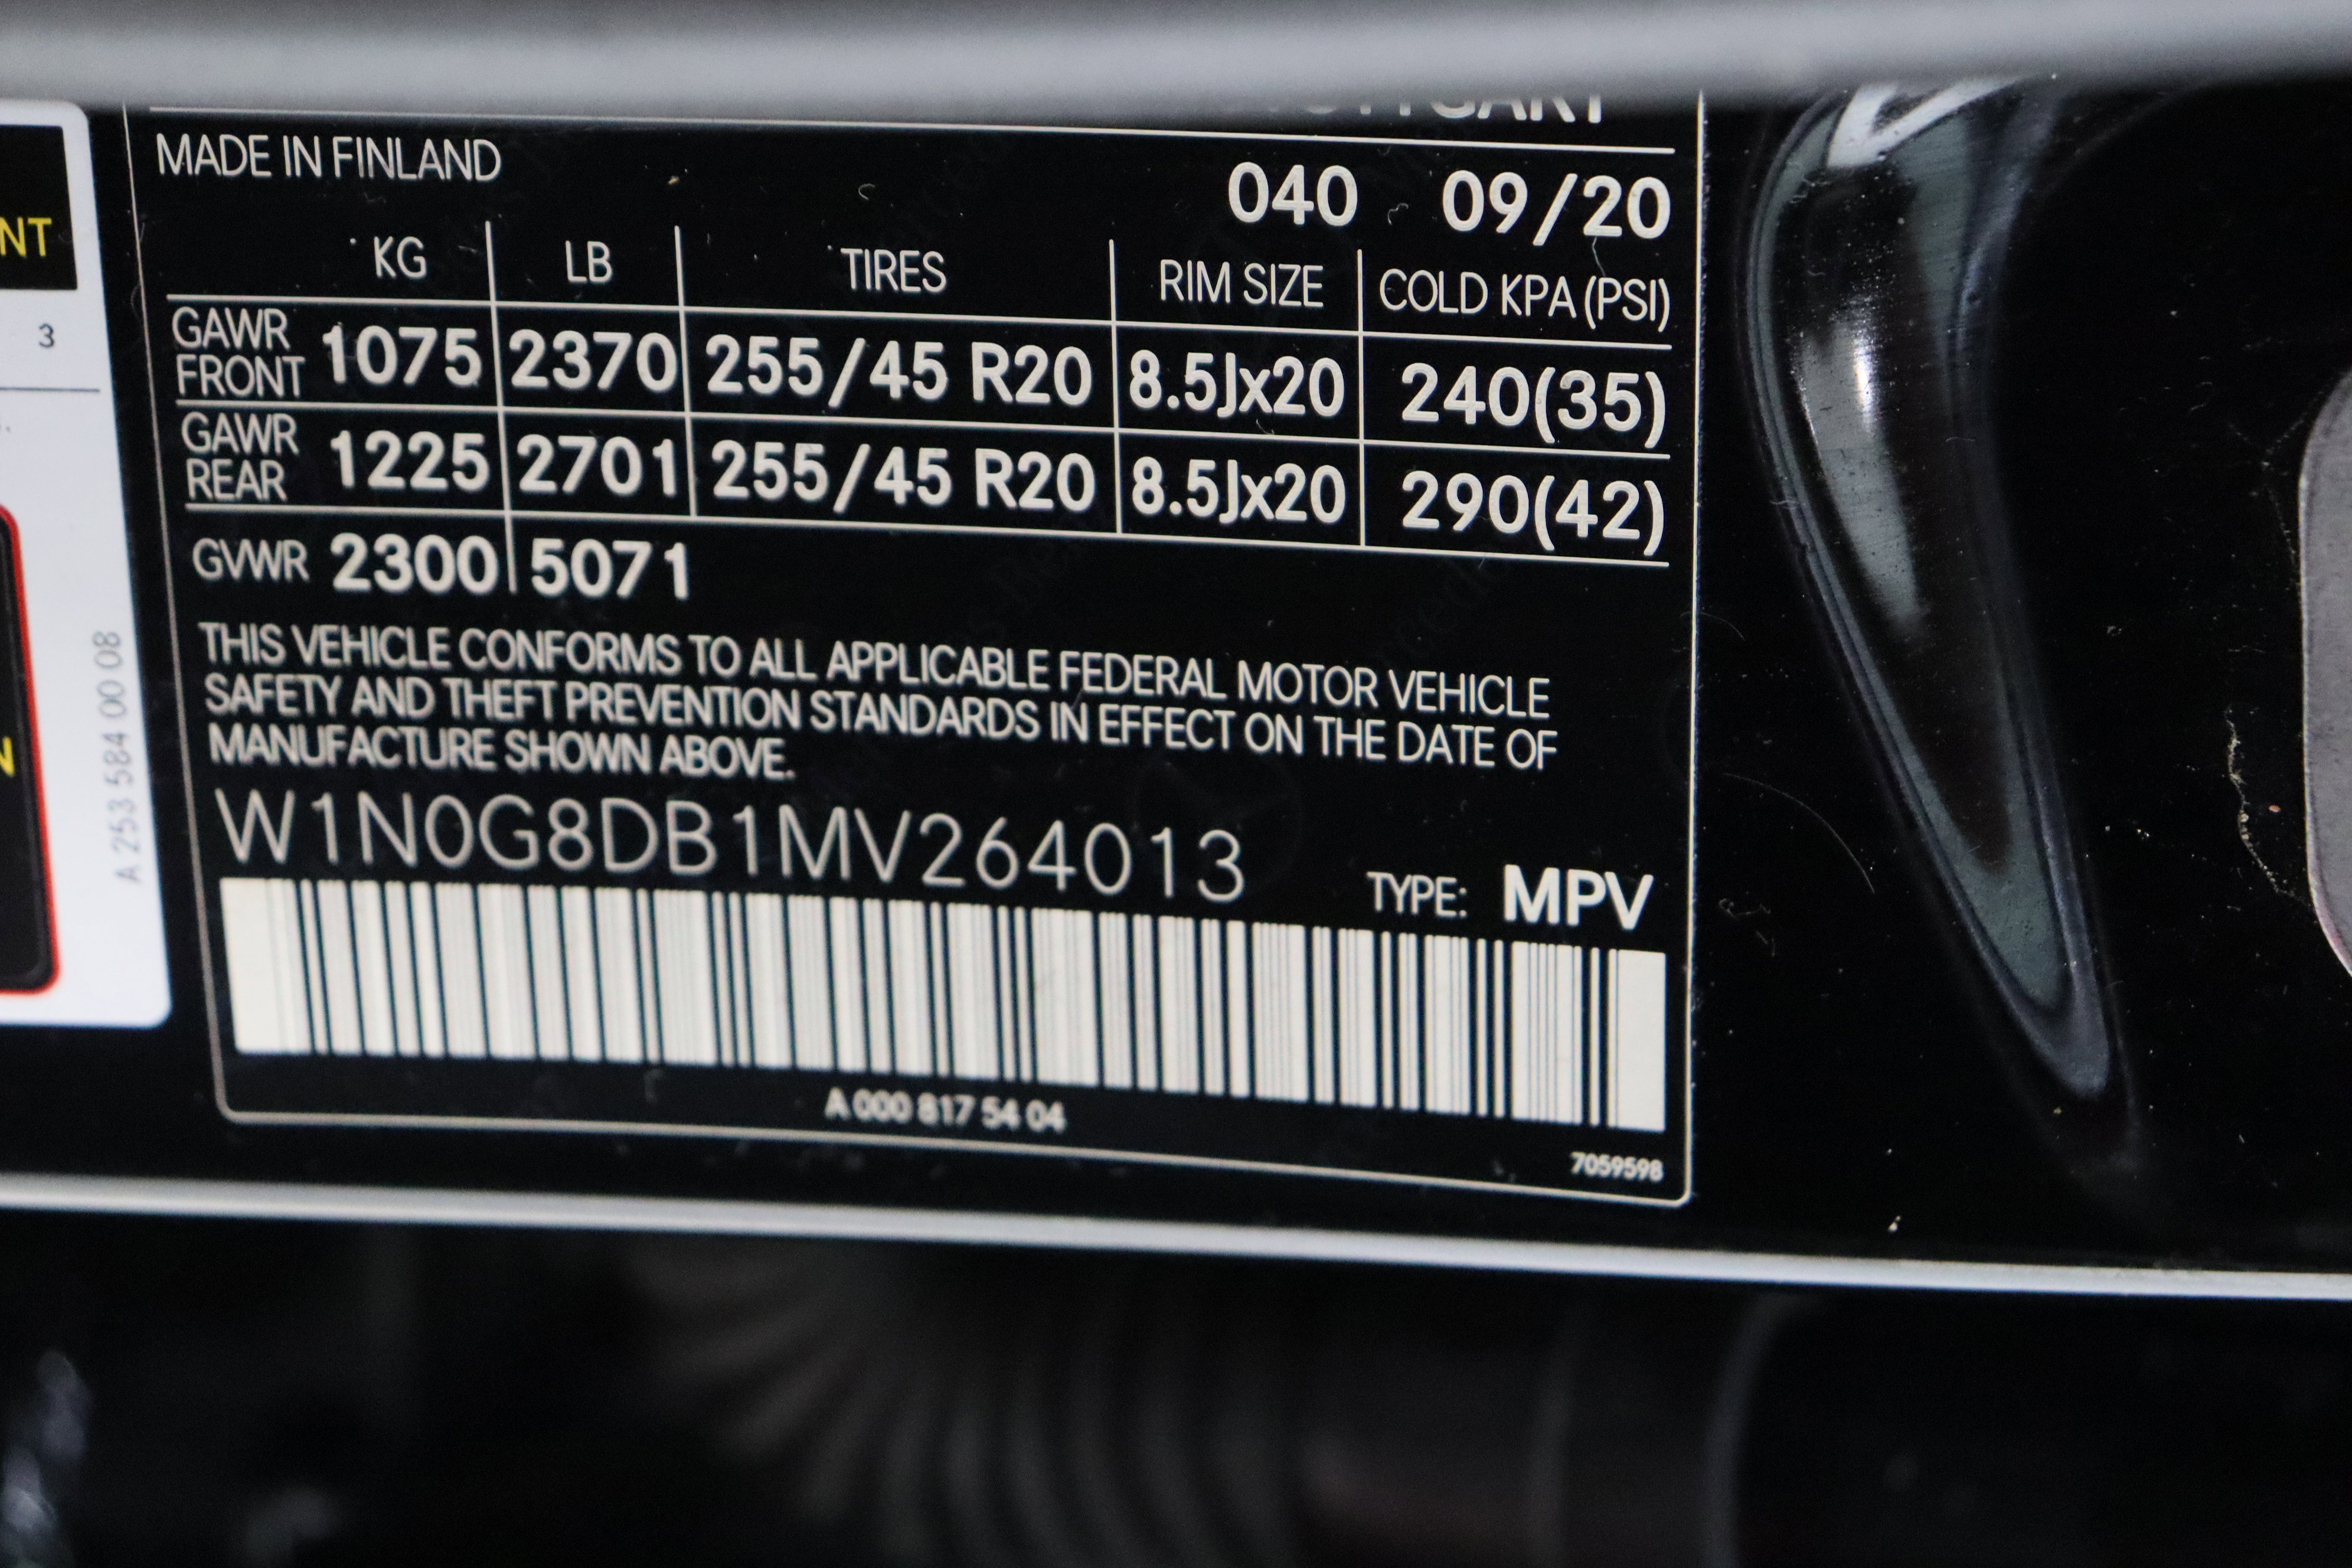 MADE IN FINLAND
040 09/20
KG LB TIRES RIM SIZE COLD KPA (PSI)
GAWR FRONT 1075 2370 255/45 R20 8.5Jx20 240(35)
GAWR REAR 1225 2701 255/45 R20 8.5Jx20 290(42)
GVWR 2300 5071
THIS VEHICLE CONFORMS TO ALL APPLICABLE FEDERAL MOTOR VEHICLE
SAFETY AND THEFT PREVENTION STANDARDS IN EFFECT ON THE DATE OF
MANUFACTURE SHOWN ABOVE.
W1N0G8DB1MV264013
TYPE: MPV
A 000 817 54 04
7059598
NT
3
N
A 253 584 00 08